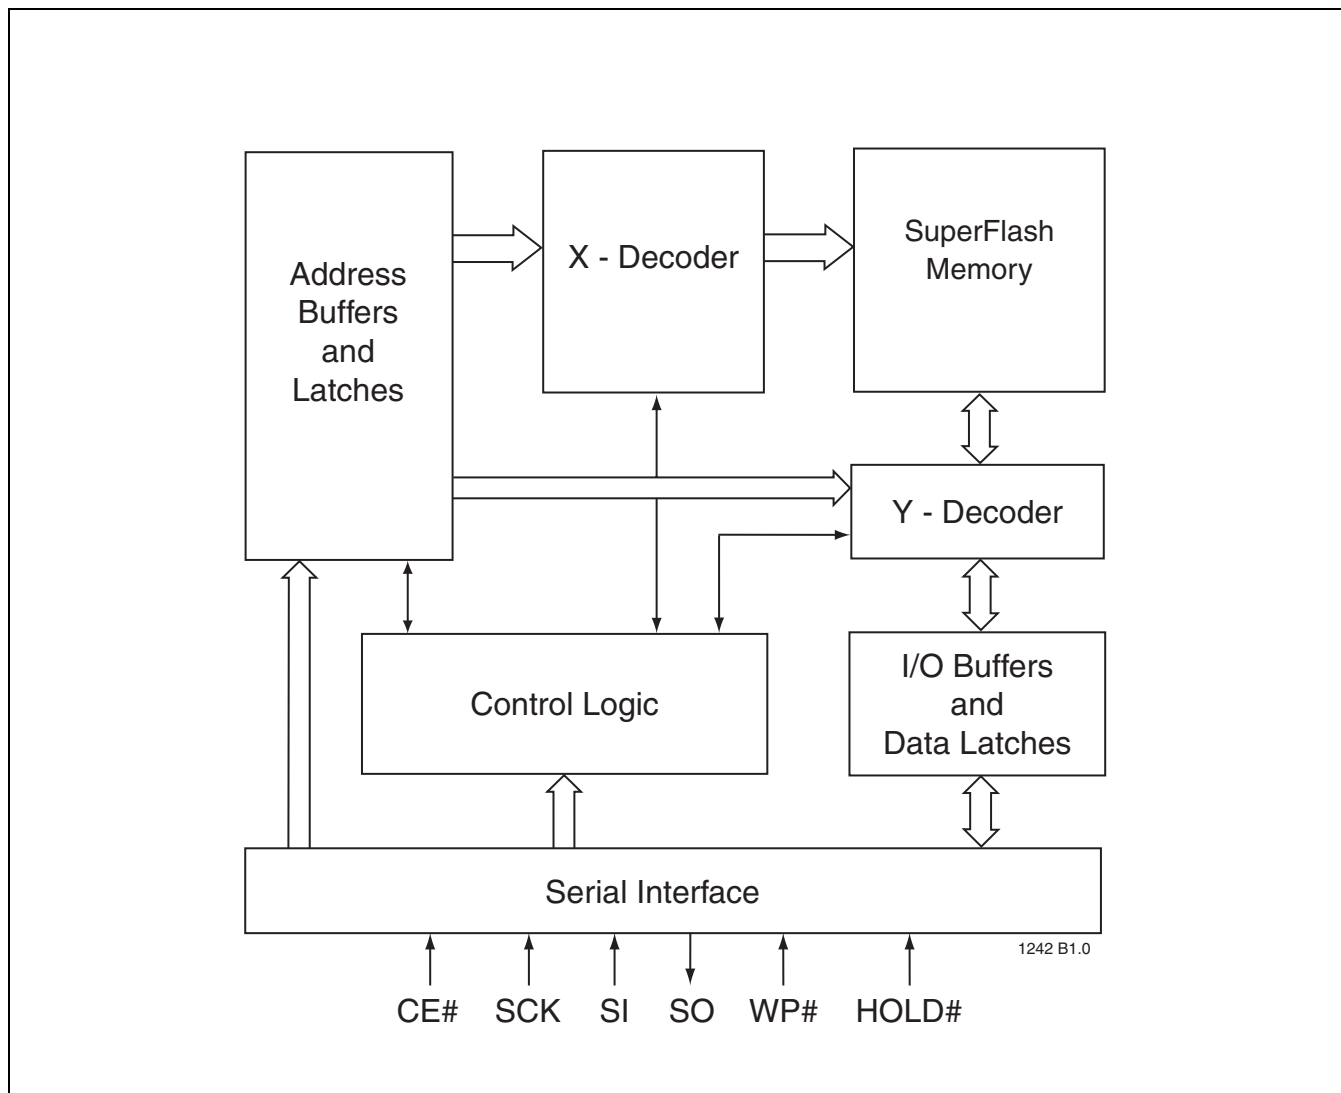 Address
Buffers
and
Latches
X - Decoder
SuperFlash
Memory
Y - Decoder
Control Logic
I/O Buffers
and
Data Latches
Serial Interface
1242 B1.0
CE# SCK SI SO WP# HOLD#